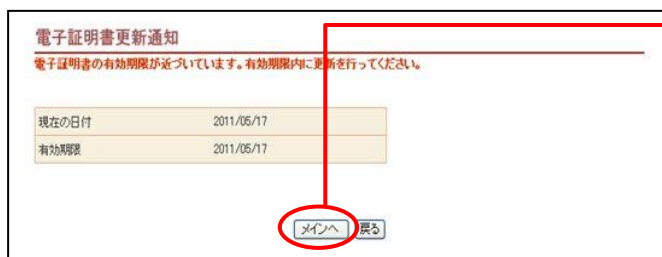 電子証明書更新通知
電子証明書の有効期限が近づいています。有効期限内に更新を行ってください。
現在の日付 2011/05/17
有効期限 2011/05/17
メインへ 戻る